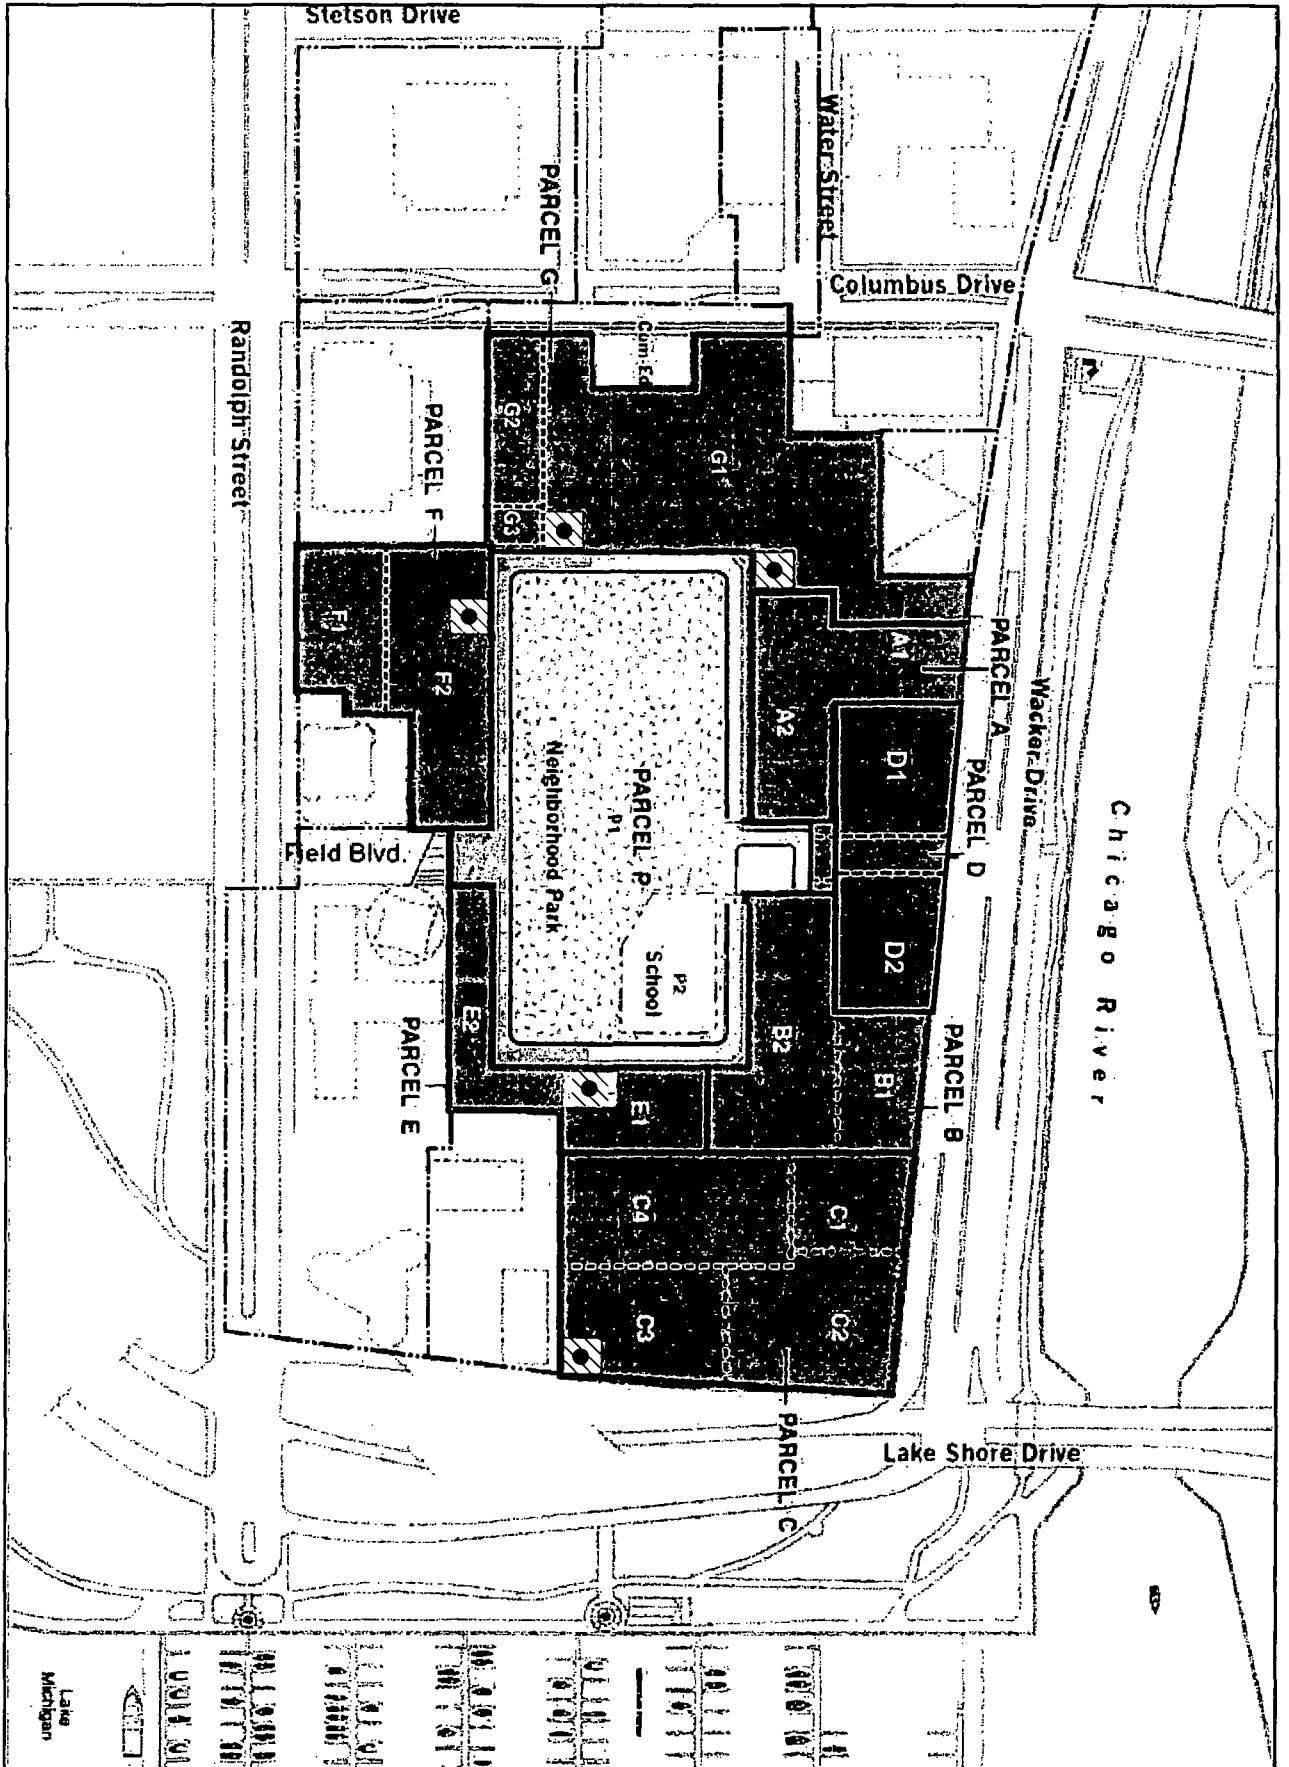 Stetson Drive
Water Street
Columbus Drive
PARCEL G
Com-Ed
Randolph Street
PARCEL F
G2
G1
G3
F1
F2
A1
A2
PARCEL A
Wacker Drive
D1
PARCEL D
Chicago River
PARCEL P
P1
Neighborhood Park
Field Blvd.
P2
School
D2
B2
B1
PARCEL B
E2
PARCEL E
E1
C4
C1
C3
C2
PARCEL C
Lake Shore Drive
Lake
Michigan